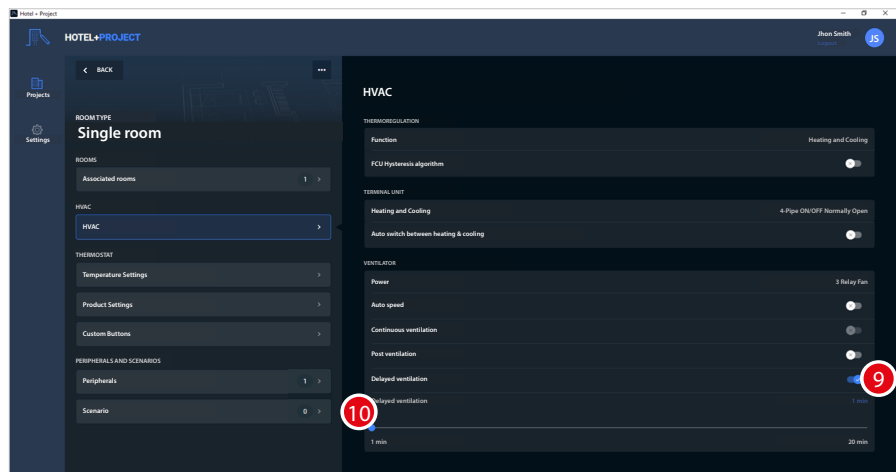 Hotel + Project
HOTEL+PROJECT
Jhon Smith
Logout
JS
Projects
Settings
BACK
ROOM TYPE
Single room
ROOMS
Associated rooms 1
HVAC
HVAC
THERMOSTAT
Temperature Settings
Product Settings
Custom Buttons
PERIPHERALS AND SCENARIOS
Peripherals 1
Scenario 0
HVAC
THERMOREGULATION
Function Heating and Cooling
FCU Hysteresis algorithm
TERMINAL UNIT
Heating and Cooling 4-Pipe ON/OFF Normally Open
Auto switch between heating & cooling
VENTILATOR
Power 3 Relay Fan
Auto speed
Continuous ventilation
Post ventilation
Delayed ventilation
9
Delayed ventilation 1 min
10
1 min 20 min